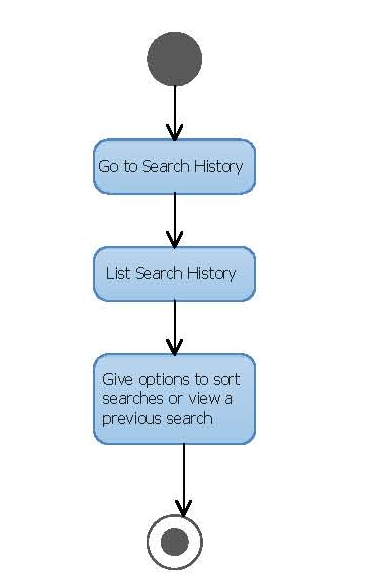 Go to Search History
List Search History
Give options to sort
searches or view a
previous search